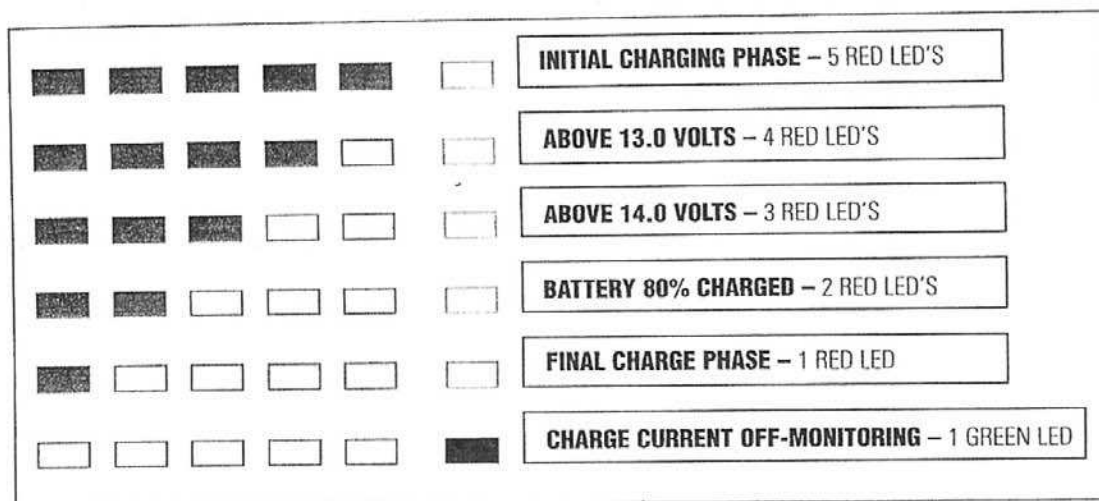 INITIAL CHARGING PHASE – 5 RED LED'S
ABOVE 13.0 VOLTS – 4 RED LED'S
ABOVE 14.0 VOLTS – 3 RED LED'S
BATTERY 80% CHARGED – 2 RED LED'S
FINAL CHARGE PHASE – 1 RED LED
CHARGE CURRENT OFF-MONITORING – 1 GREEN LED